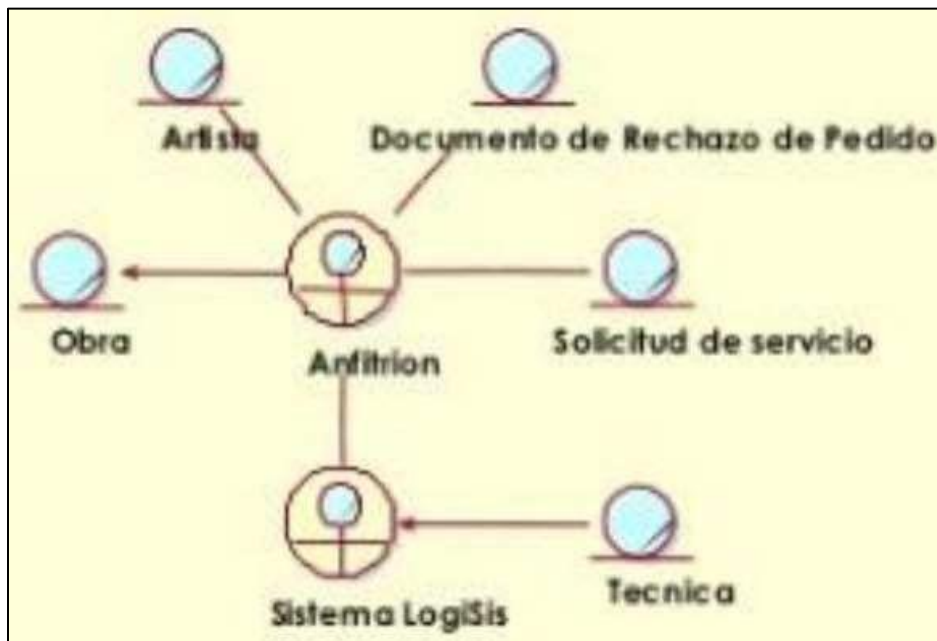 Artista
Documento de Rechazo de Pedido
Obra
Anfitrion
Solicitud de servicio
Sistema LogiSis
Tecnica